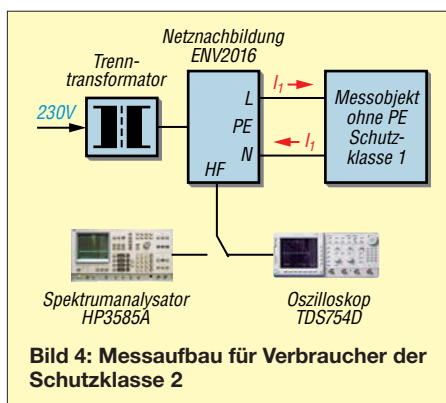 Netznachbildung
ENV2016
Trenn-
transformator
230V
L
PE
N
HF
I1
I1
Messobjekt
ohne PE
Schutz-
klasse 1
Spektrumanalysator
HP3585A
Oszilloskop
TDS754D
Bild 4: Messaufbau für Verbraucher der
Schutzklasse 2